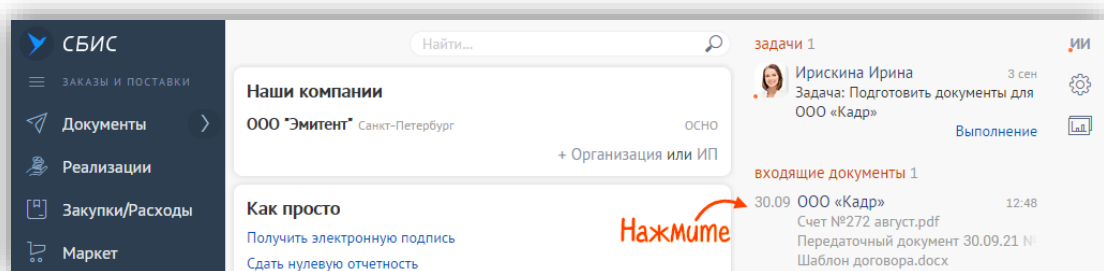 СБИС
ЗАКАЗЫ И ПОСТАВКИ
Документы
Реализации
Закупки/Расходы
Маркет
Найти...
Наши компании
ООО "Эмитент" Санкт-Петербург ОСНО
+ Организация или ИП
Как просто
Получить электронную подпись
Сдать нулевую отчетность
Нажмите
задачи 1
Ирискина Ирина 3 сен
Задача: Подготовить документы для
ООО «Кадр»
Выполнение
входящие документы 1
30.09 ООО «Кадр» 12:48
Счет №272 август.pdf
Передаточный документ 30.09.21
Шаблон договора.docx
ИИ